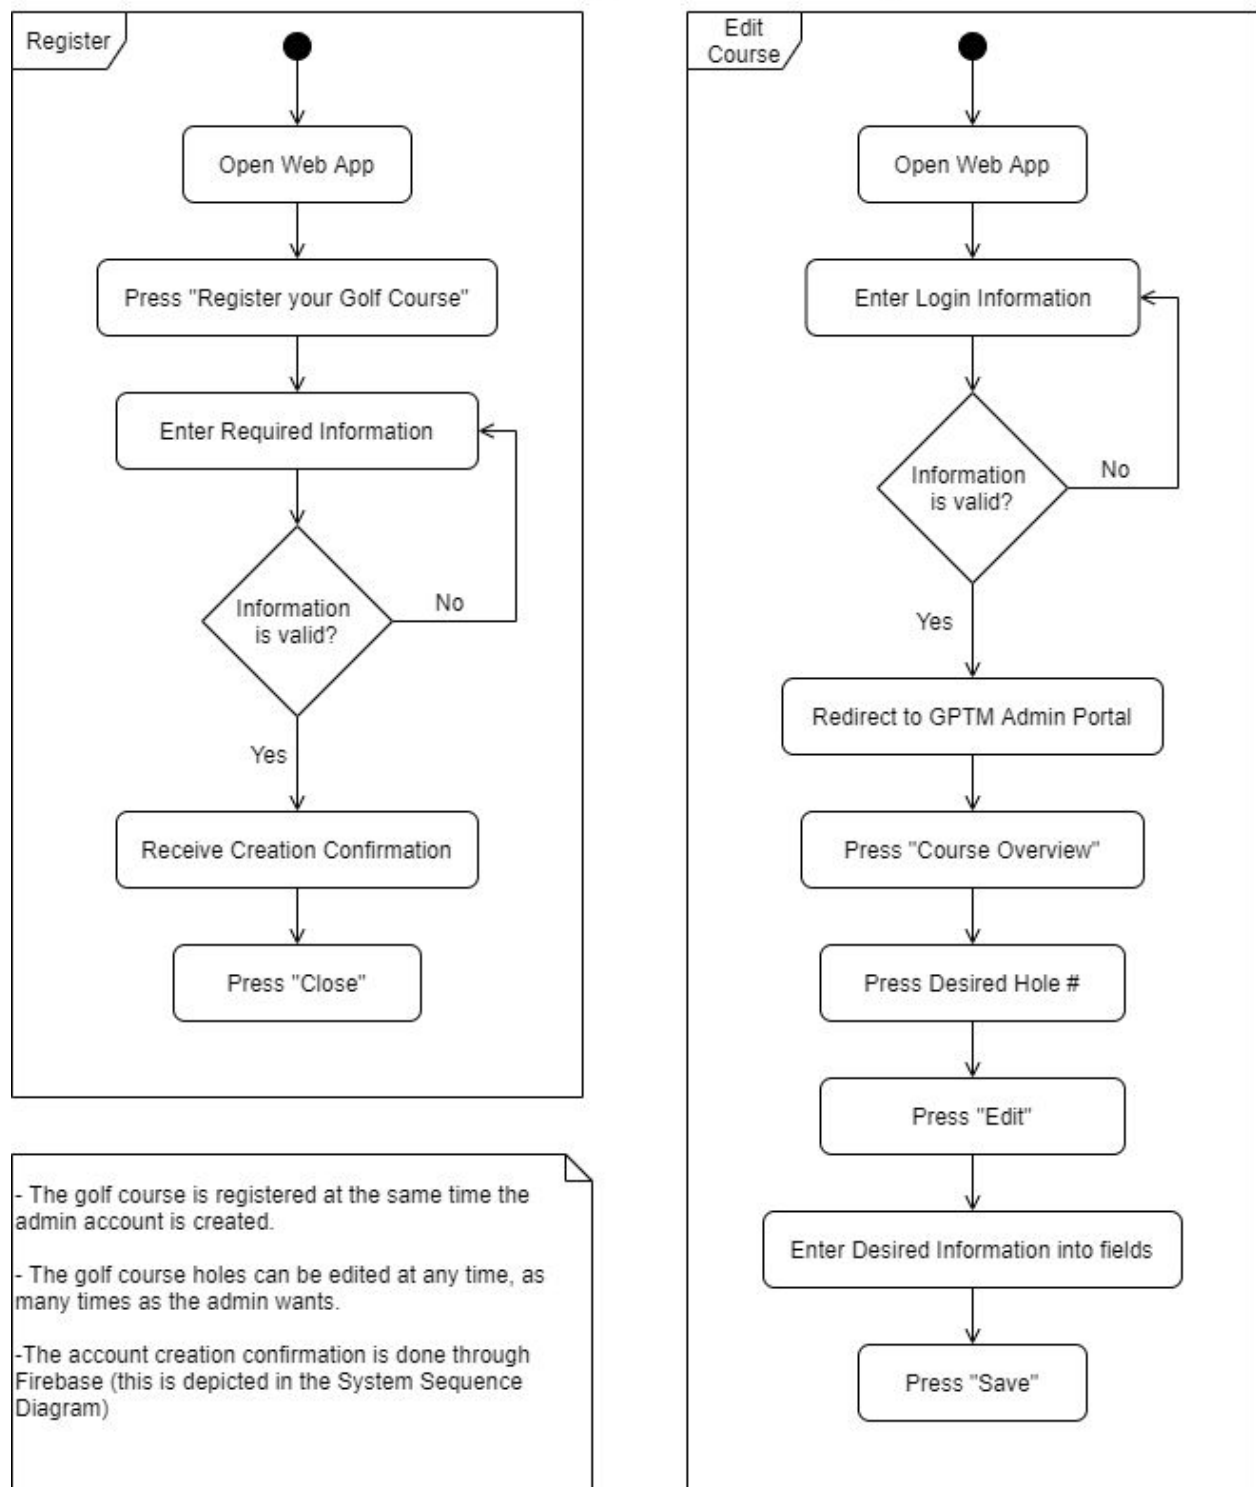 Register
Open Web App
Press "Register your Golf Course"
Enter Required Information
Information
is valid?
No
Yes
Receive Creation Confirmation
Press "Close"
- The golf course is registered at the same time the
admin account is created.
- The golf course holes can be edited at any time, as
many times as the admin wants.
-The account creation confirmation is done through
Firebase (this is depicted in the System Sequence
Diagram)
Edit
Course
Open Web App
Enter Login Information
Information
is valid?
No
Yes
Redirect to GPTM Admin Portal
Press "Course Overview"
Press Desired Hole #
Press "Edit"
Enter Desired Information into fields
Press "Save"